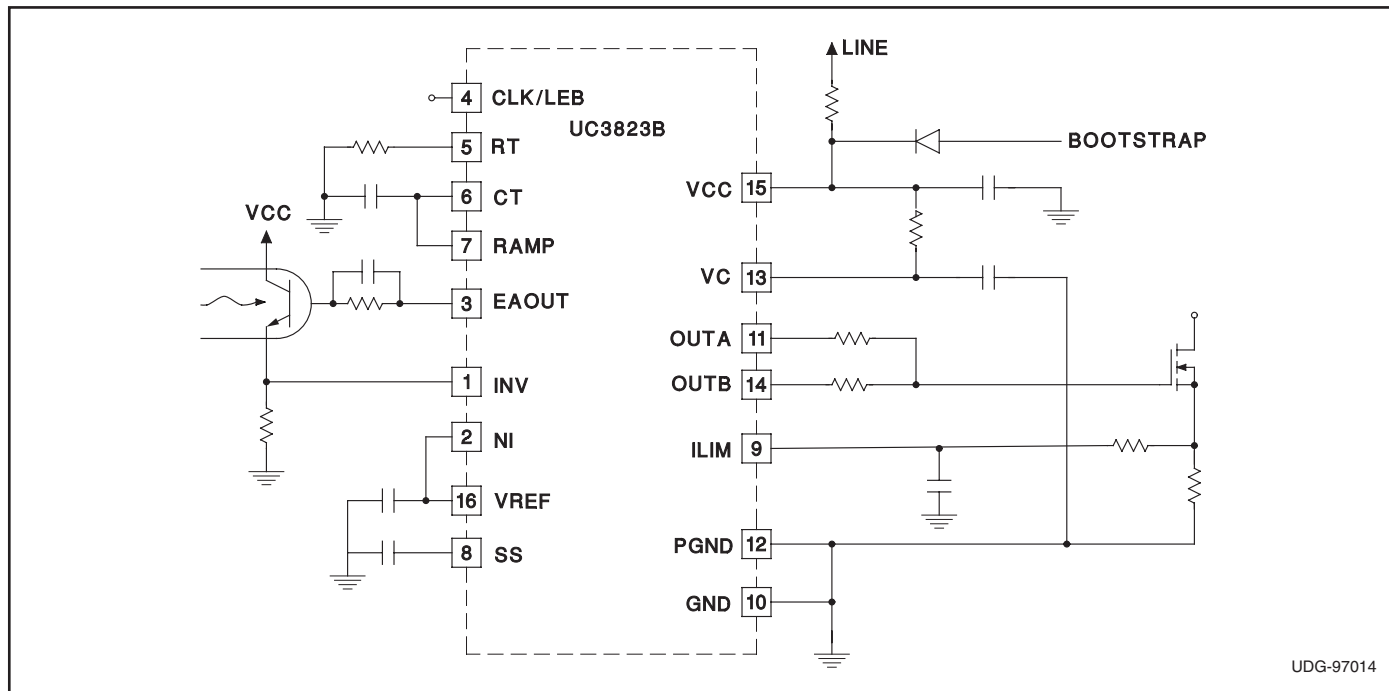 LINE
4 CLK/LEB
UC3823B
5 RT
BOOTSTRAP
6 CT
VCC 15
VCC
7 RAMP
VC 13
3 EAOUT
OUTA 11
1 INV
OUTB 14
2 NI
ILIM 9
16 VREF
PGND 12
8 SS
GND 10
UDG-97014